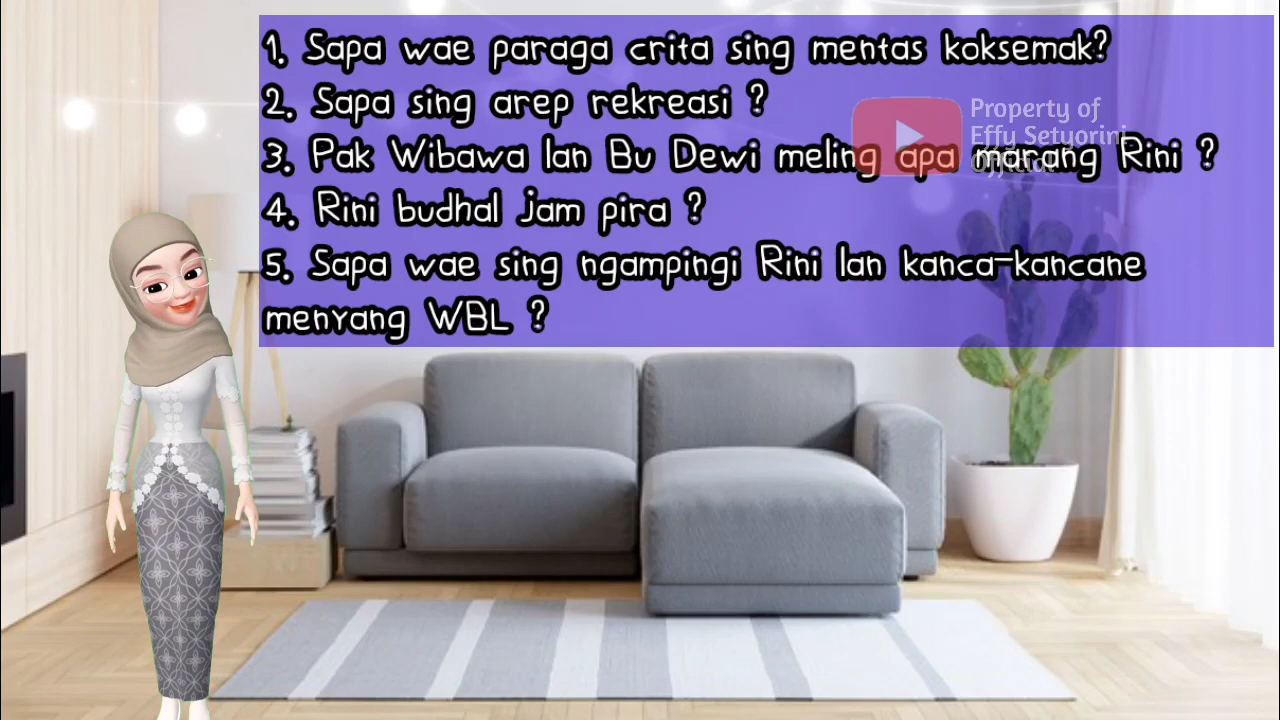 1. Sapa wae paraga crita sing mentas koksemak?
2. Sapa sing arep rekreasi ?
3. Pak Wibawa lan Bu Dewi meling apa marang Rini ?
4. Rini budhal jam pira ?
5. Sapa wae sing ngampingi Rini lan kanca-kancane
menyang WBL ?
Property of
Effy Setyorini
Official